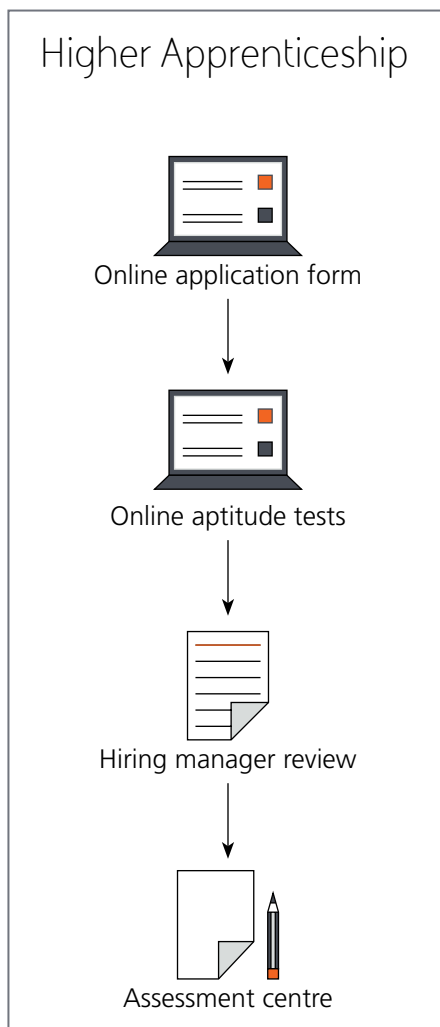 Higher Apprenticeship
Online application form
Online aptitude tests
Hiring manager review
Assessment centre